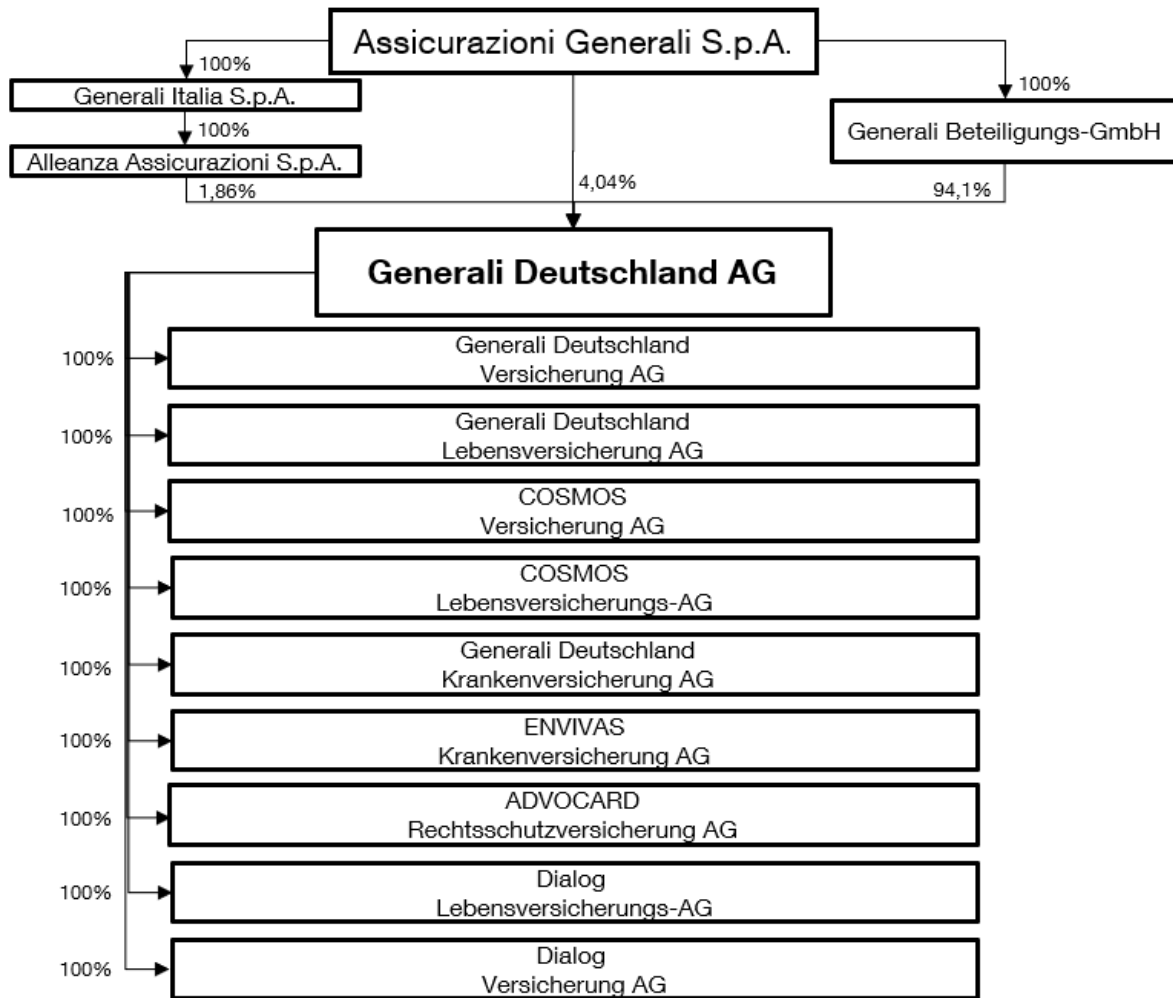 Assicurazioni Generali S.p.A.
100%
100%
Generali Italia S.p.A.
100%
Generali Beteiligungs-GmbH
Alleanza Assicurazioni S.p.A.
1,86%
4,04%
94,1%
Generali Deutschland AG
100%
Generali Deutschland
Versicherung AG
100%
Generali Deutschland
Lebensversicherung AG
100%
COSMOS
Versicherung AG
100%
COSMOS
Lebensversicherungs-AG
100%
Generali Deutschland
Krankenversicherung AG
100%
ENVIVAS
Krankenversicherung AG
100%
ADVOCARD
Rechtsschutzversicherung AG
100%
Dialog
Lebensversicherungs-AG
100%
Dialog
Versicherung AG